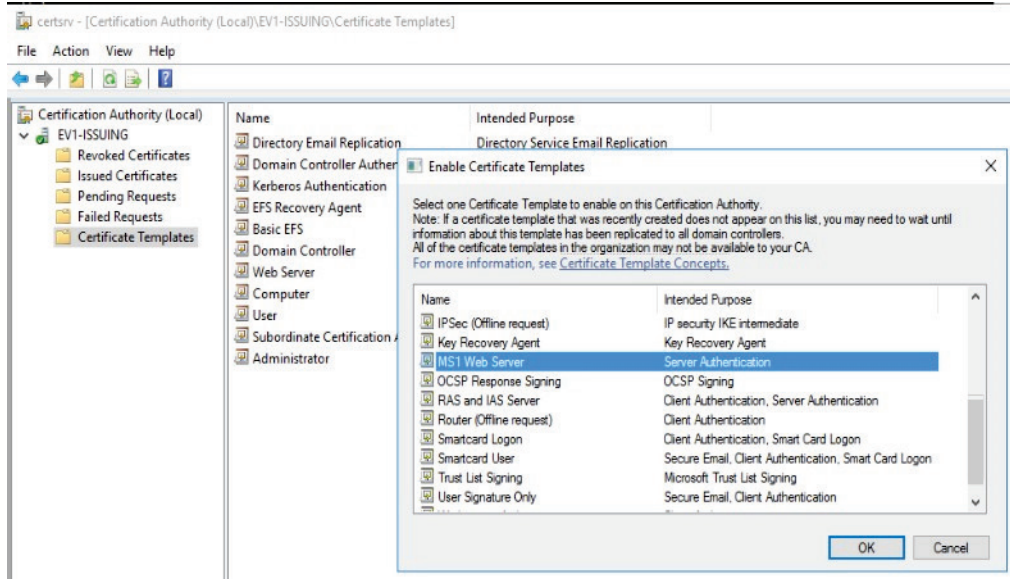 certsrv - [Certification Authority (Local)\EV1-ISSUING\Certificate Templates]
File Action View Help
Certification Authority (Local)
EV1-ISSUING
Revoked Certificates
Issued Certificates
Pending Requests
Failed Requests
Certificate Templates
Name Intended Purpose
Directory Email Replication Directory Service Email Replication
Domain Controller Auther
Kerberos Authentication
EFS Recovery Agent
Basic EFS
Domain Controller
Web Server
Computer
User
Subordinate Certification
Administrator
Enable Certificate Templates
Select one Certificate Template to enable on this Certification Authority.
Note: If a certificate template that was recently created does not appear on this list, you may need to wait until
information about this template has been replicated to all domain controllers.
All of the certificate templates in the organization may not be available to your CA.
For more information, see Certificate Template Concepts.
Name Intended Purpose
IPSec (Offline request) IP security IKE intermediate
Key Recovery Agent Key Recovery Agent
MS1 Web Server Server Authentication
OCSP Response Signing OCSP Signing
RAS and IAS Server Client Authentication, Server Authentication
Router (Offline request) Client Authentication
Smartcard Logon Client Authentication, Smart Card Logon
Smartcard User Secure Email, Client Authentication, Smart Card Logon
Trust List Signing Microsoft Trust List Signing
User Signature Only Secure Email, Client Authentication
OK Cancel